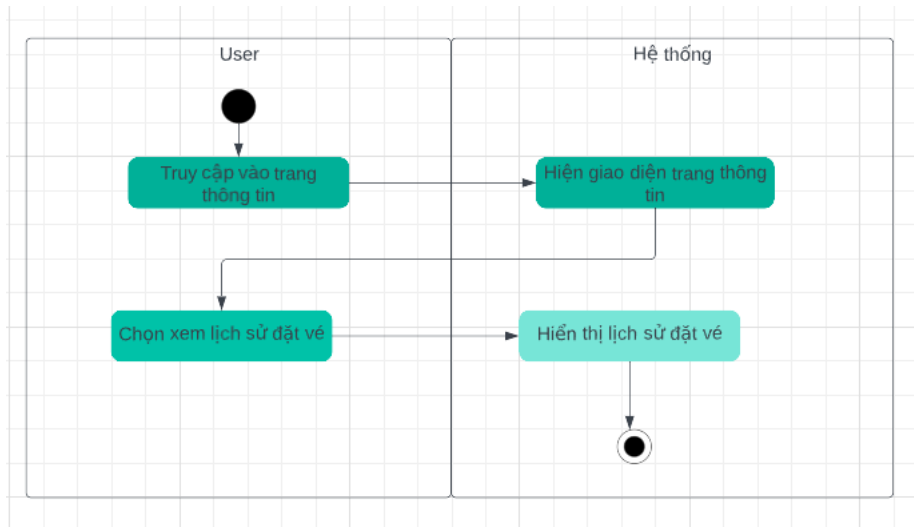 User
Hệ thống
Truy cập vào trang
thông tin
Hiện giao diện trang thông
tin
Chọn xem lịch sử đặt vé
Hiển thị lịch sử đặt vé